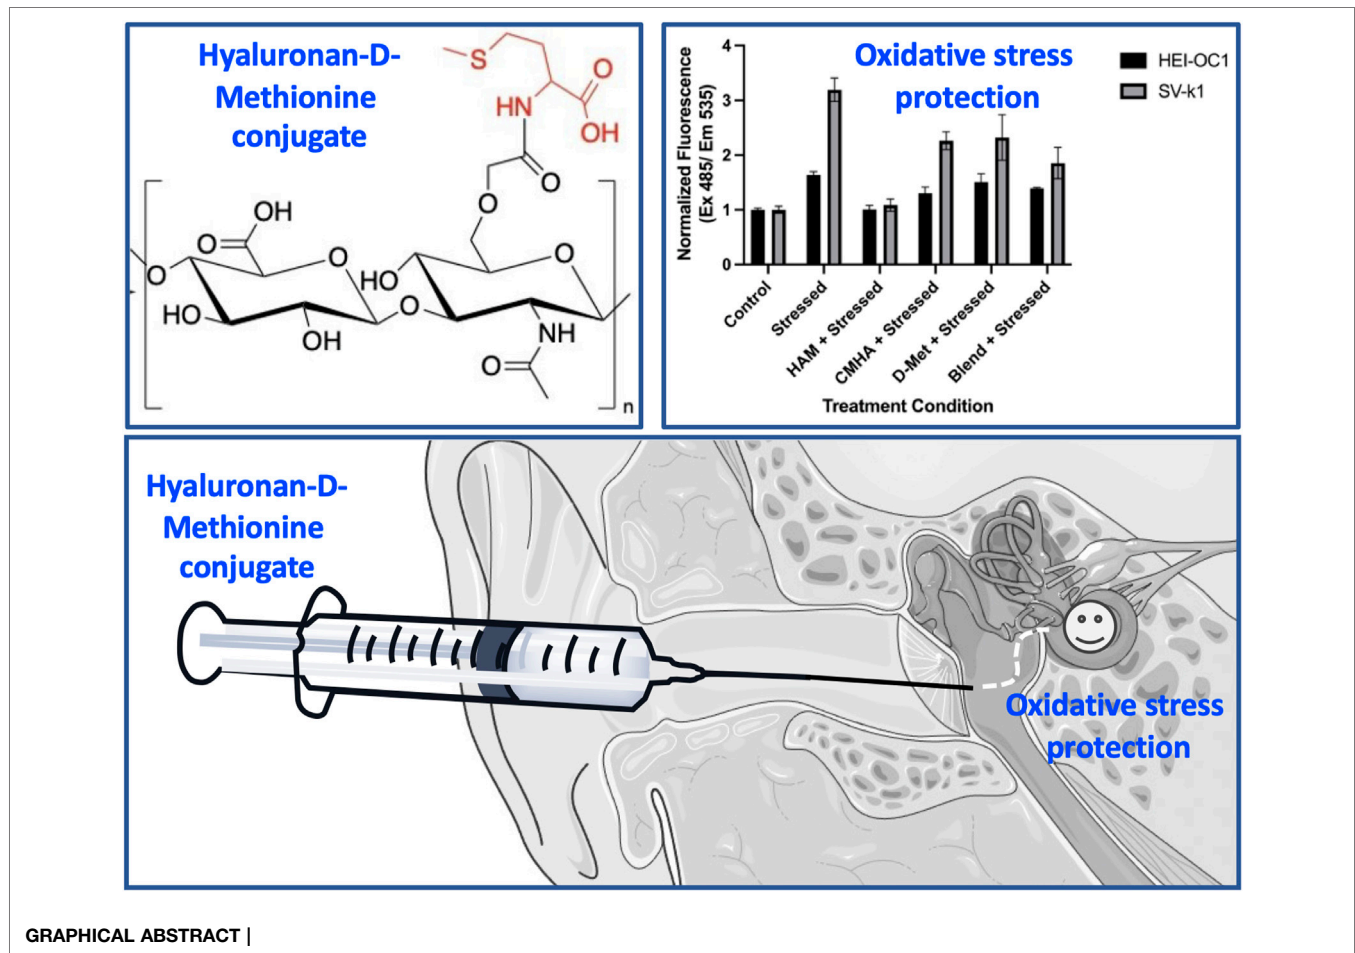 Hyaluronan-D-
Methionine
conjugate
S
O
HN
OH
O
O
OH
O
O
O
O
HO
HO
O
OH
NH
O
n
Oxidative stress
protection
HEI-OC1
SV-k1
Normalized Fluorescence
(Ex 485/ Em 535)
4
3
2
1
0
Control
Stressed
HAM + Stressed
CMHA + Stressed
D-Met + Stressed
Blend + Stressed
Treatment Condition
Hyaluronan-D-
Methionine
conjugate
Oxidative stress
protection
GRAPHICAL ABSTRACT |